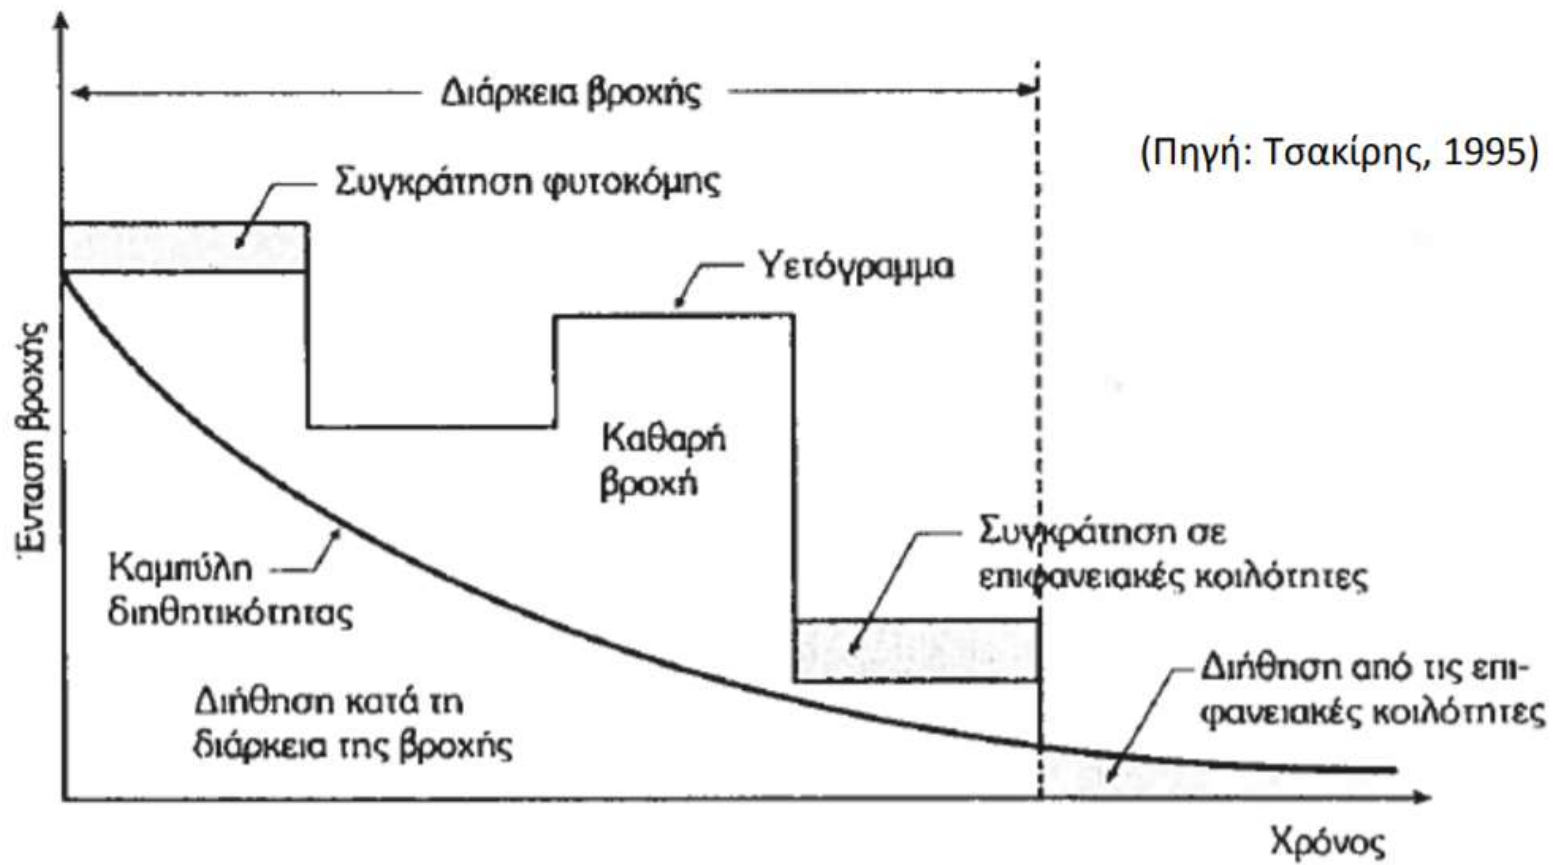 Διάρκεια βροχής
(Πηγή: Τσακίρης, 1995)
Συγκράτηση φυτοκόμης
Υετόγραμμα
Ένταση βροχής
Καθαρή
βροχή
Συγκράτηση σε
επιφανειακές κοιλότητες
Καμπύλη
διηθητικότητας
Διήθηση από τις επι-
φανειακές κοιλότητες
Διήθηση κατά τη
διάρκεια της βροχής
Χρόνος